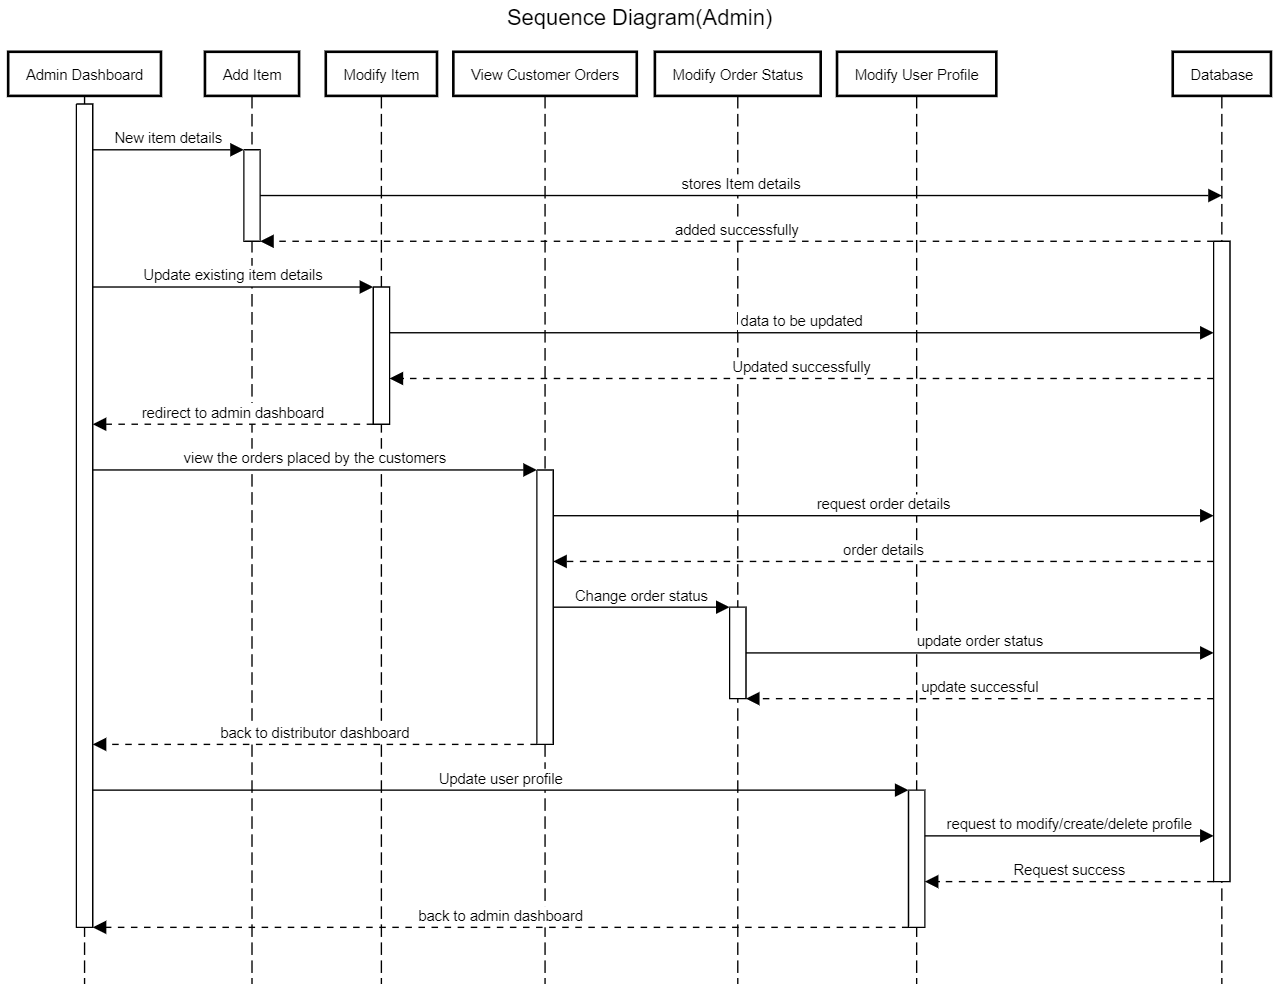 Sequence Diagram(Admin)
Admin Dashboard
Add Item
Modify Item
View Customer Orders
Modify Order Status
Modify User Profile
Database
New item details
stores Item details
added successfully
Update existing item details
data to be updated
Updated successfully
redirect to admin dashboard
view the orders placed by the customers
request order details
order details
Change order status
update order status
update successful
back to distributor dashboard
Update user profile
request to modify/create/delete profile
Request success
back to admin dashboard